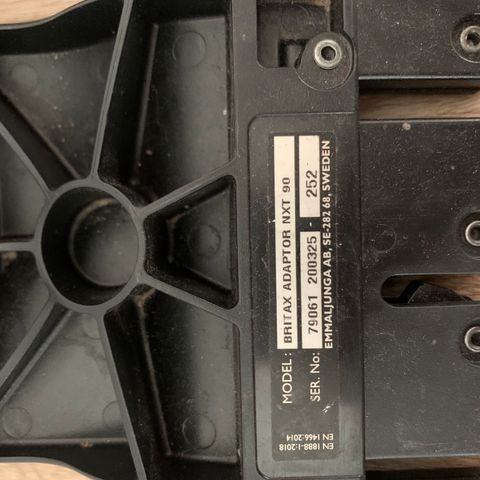 MODEL: BRITAX ADAPTOR NXT 90
SER. No: 79061 200325 - 252
EMMALJUNGA AB, SE-282 68, SWEDEN
EN 1888-1:2018
EN 1466:2014